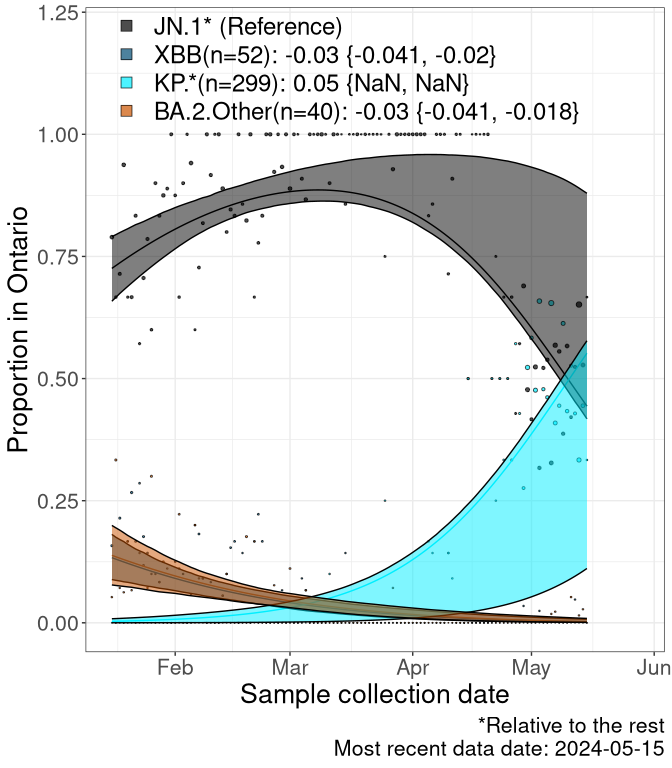 1.25
JN.1* (Reference)
XBB(n=52): -0.03 {-0.041, -0.02}
KP.*(n=299): 0.05 {NaN, NaN}
BA.2.Other(n=40): -0.03 {-0.041, -0.018}
1.00
0.75
0.50
0.25
0.00
Proportion in Ontario
Feb Mar Apr May Jun
Sample collection date
*Relative to the rest
Most recent data date: 2024-05-15